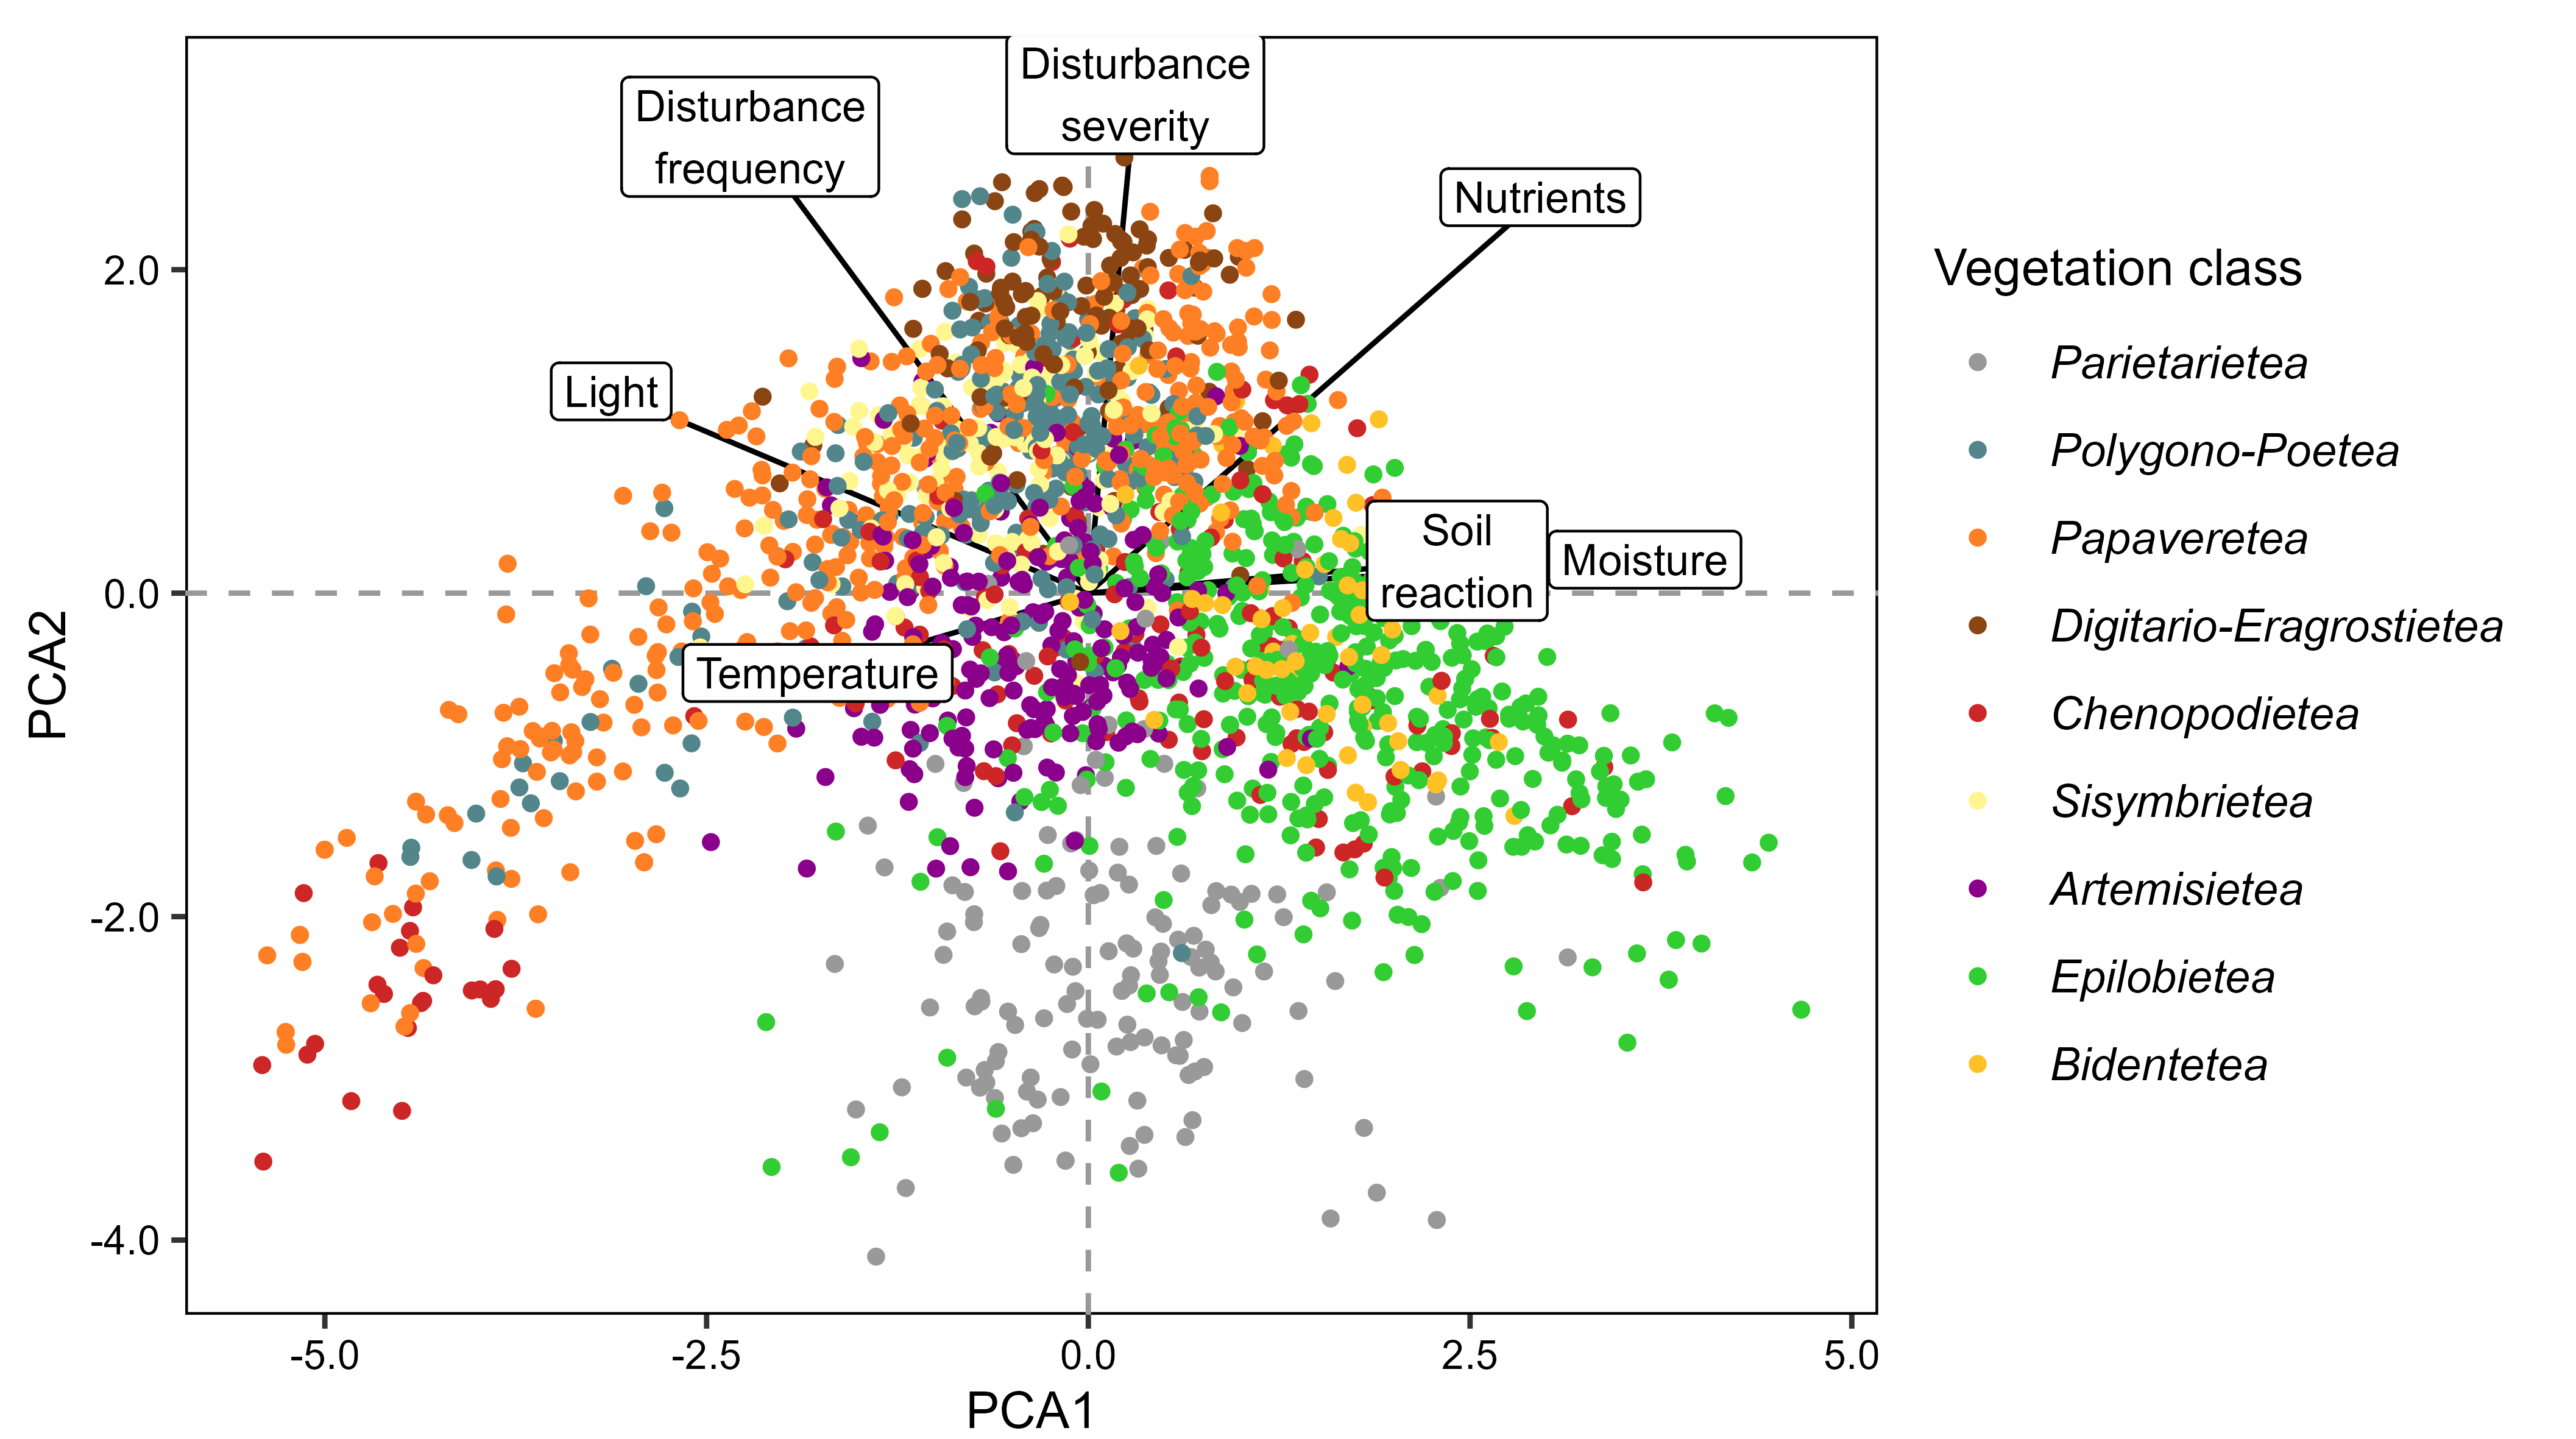 Disturbance
severity
Disturbance
frequency
Nutrients
Light
Soil
reaction
Moisture
Temperature
2.0
0.0
-2.0
-4.0
PCA2
-5.0
-2.5
0.0
2.5
5.0
PCA1
Vegetation class
Parietarietea
Polygono-Poetea
Papaveretea
Digitario-Eragrostietea
Chenopodietea
Sisymbrietea
Artemisietea
Epilobietea
Bidentetea